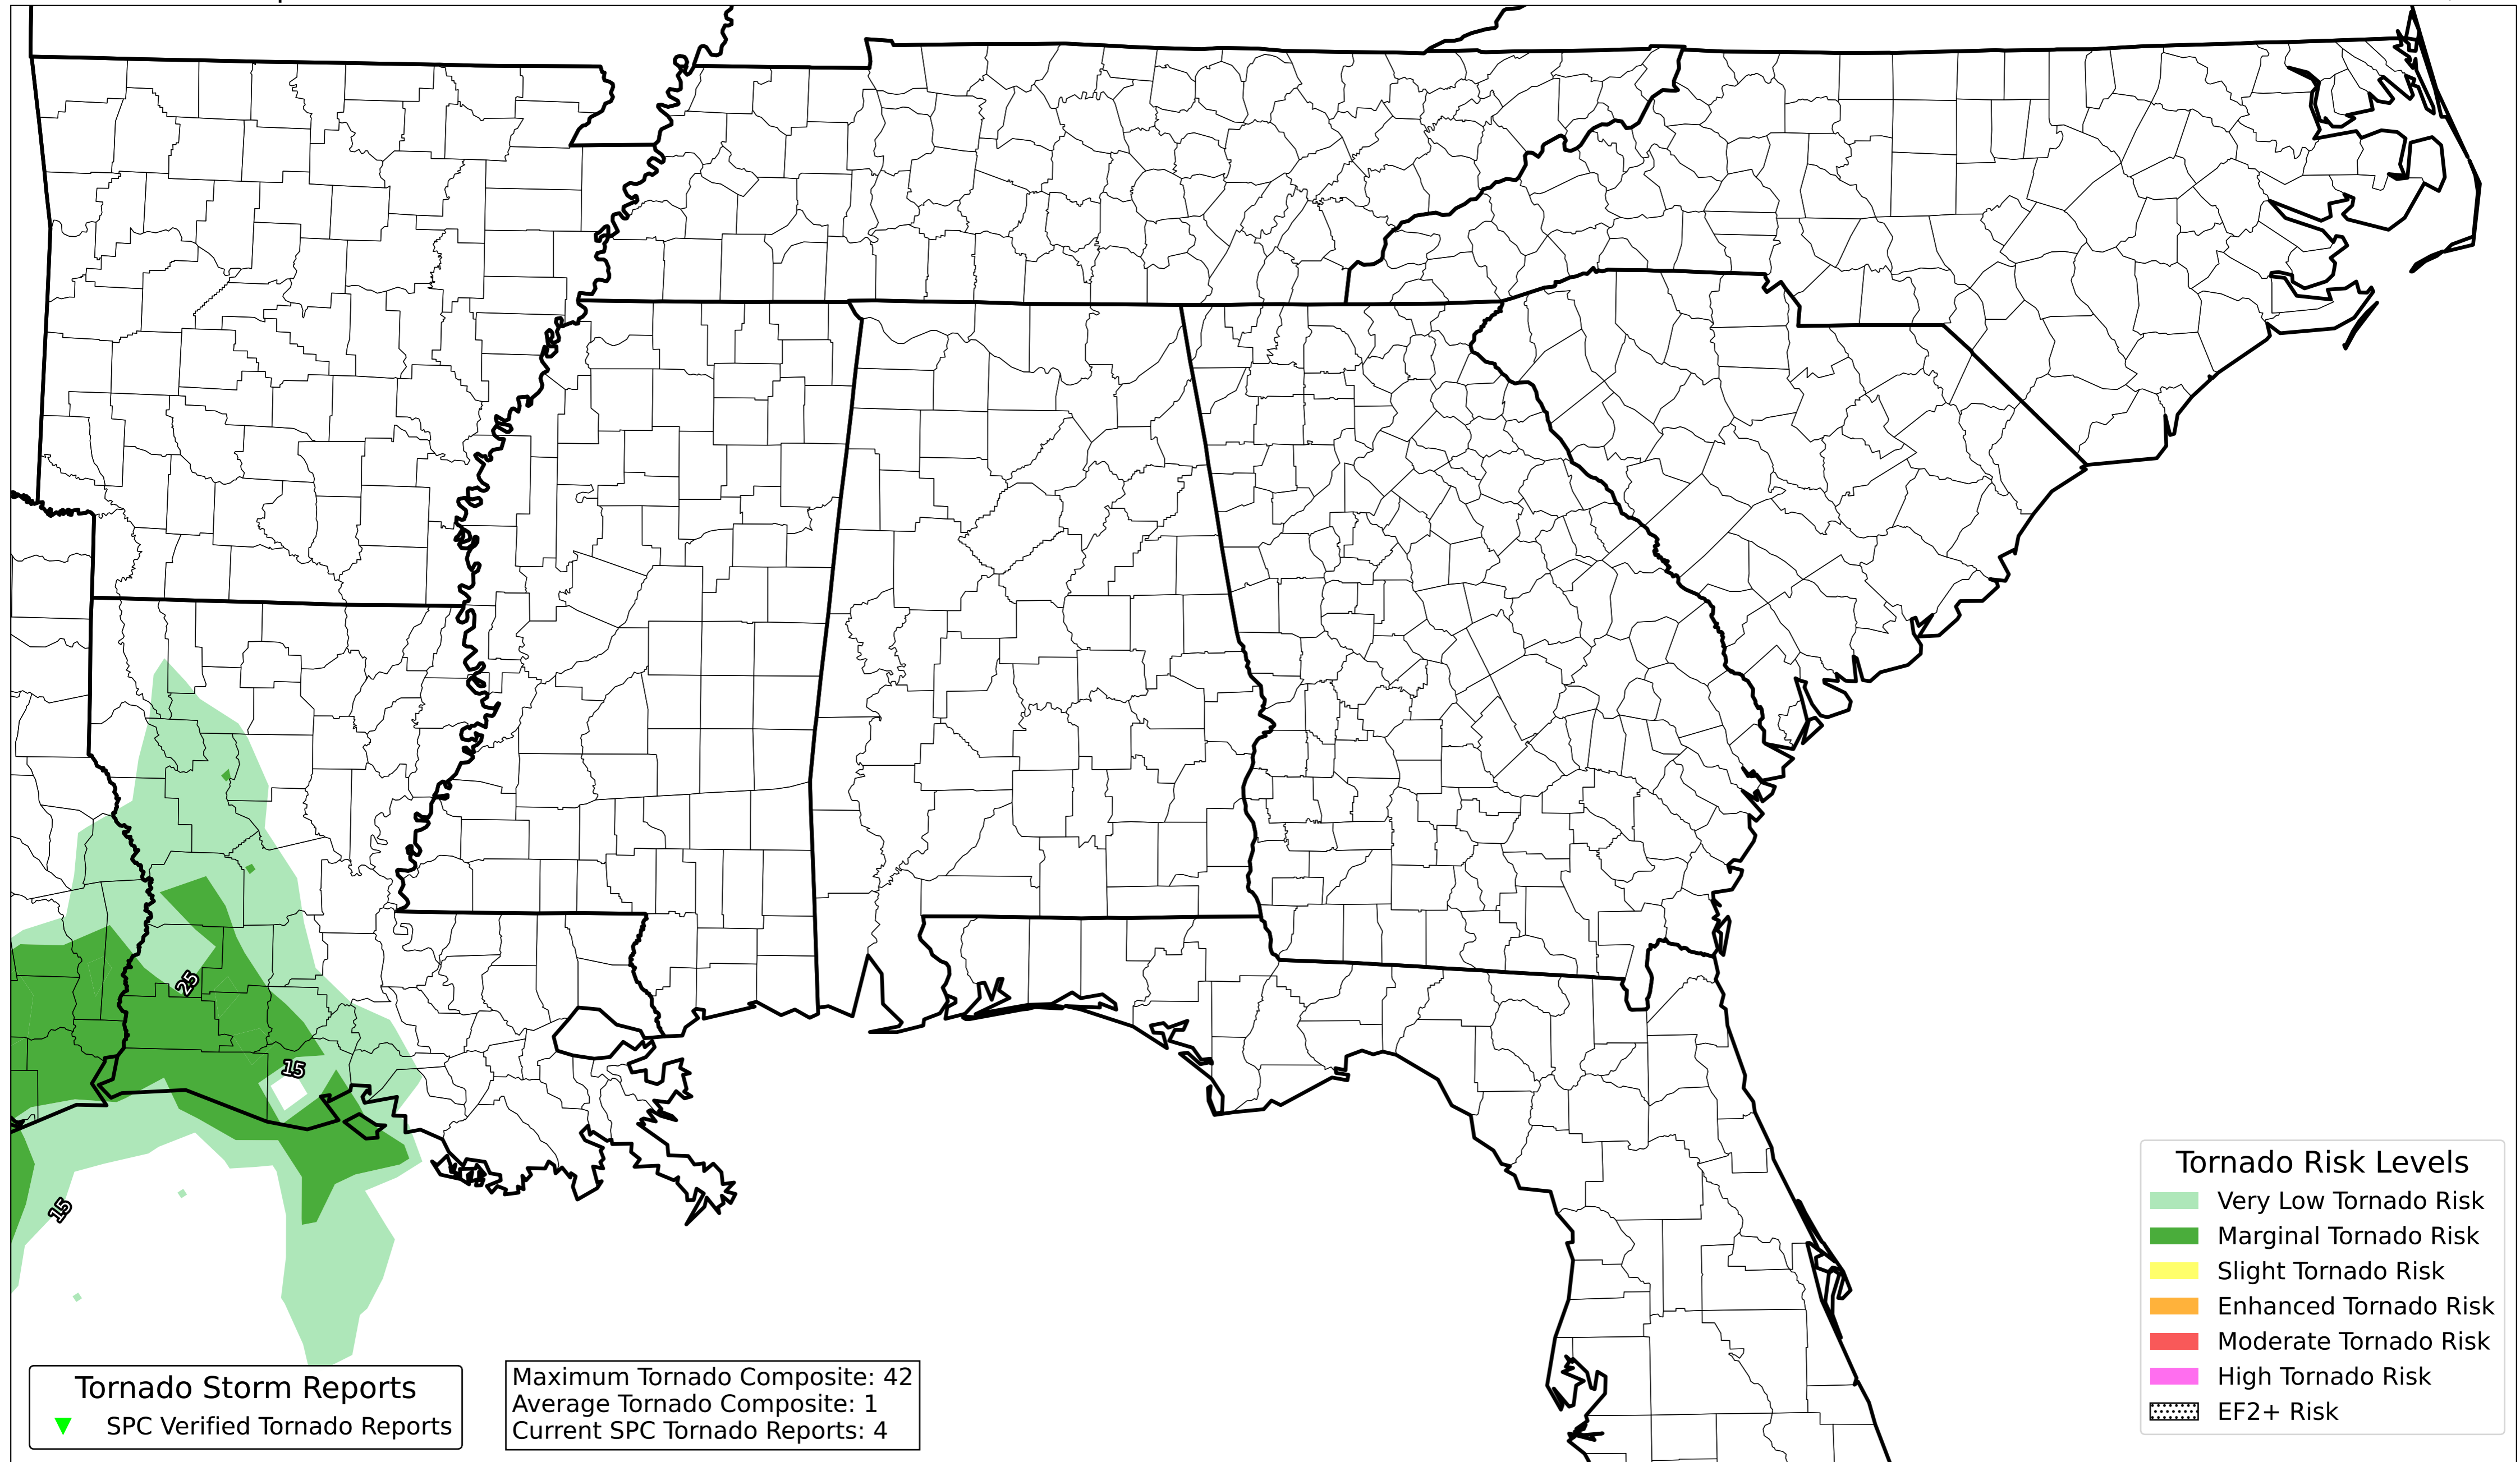 25
15
15
Tornado Storm Reports
SPC Verified Tornado Reports
Maximum Tornado Composite: 42
Average Tornado Composite: 1
Current SPC Tornado Reports: 4
Tornado Risk Levels
Very Low Tornado Risk
Marginal Tornado Risk
Slight Tornado Risk
Enhanced Tornado Risk
Moderate Tornado Risk
High Tornado Risk
EF2+ Risk